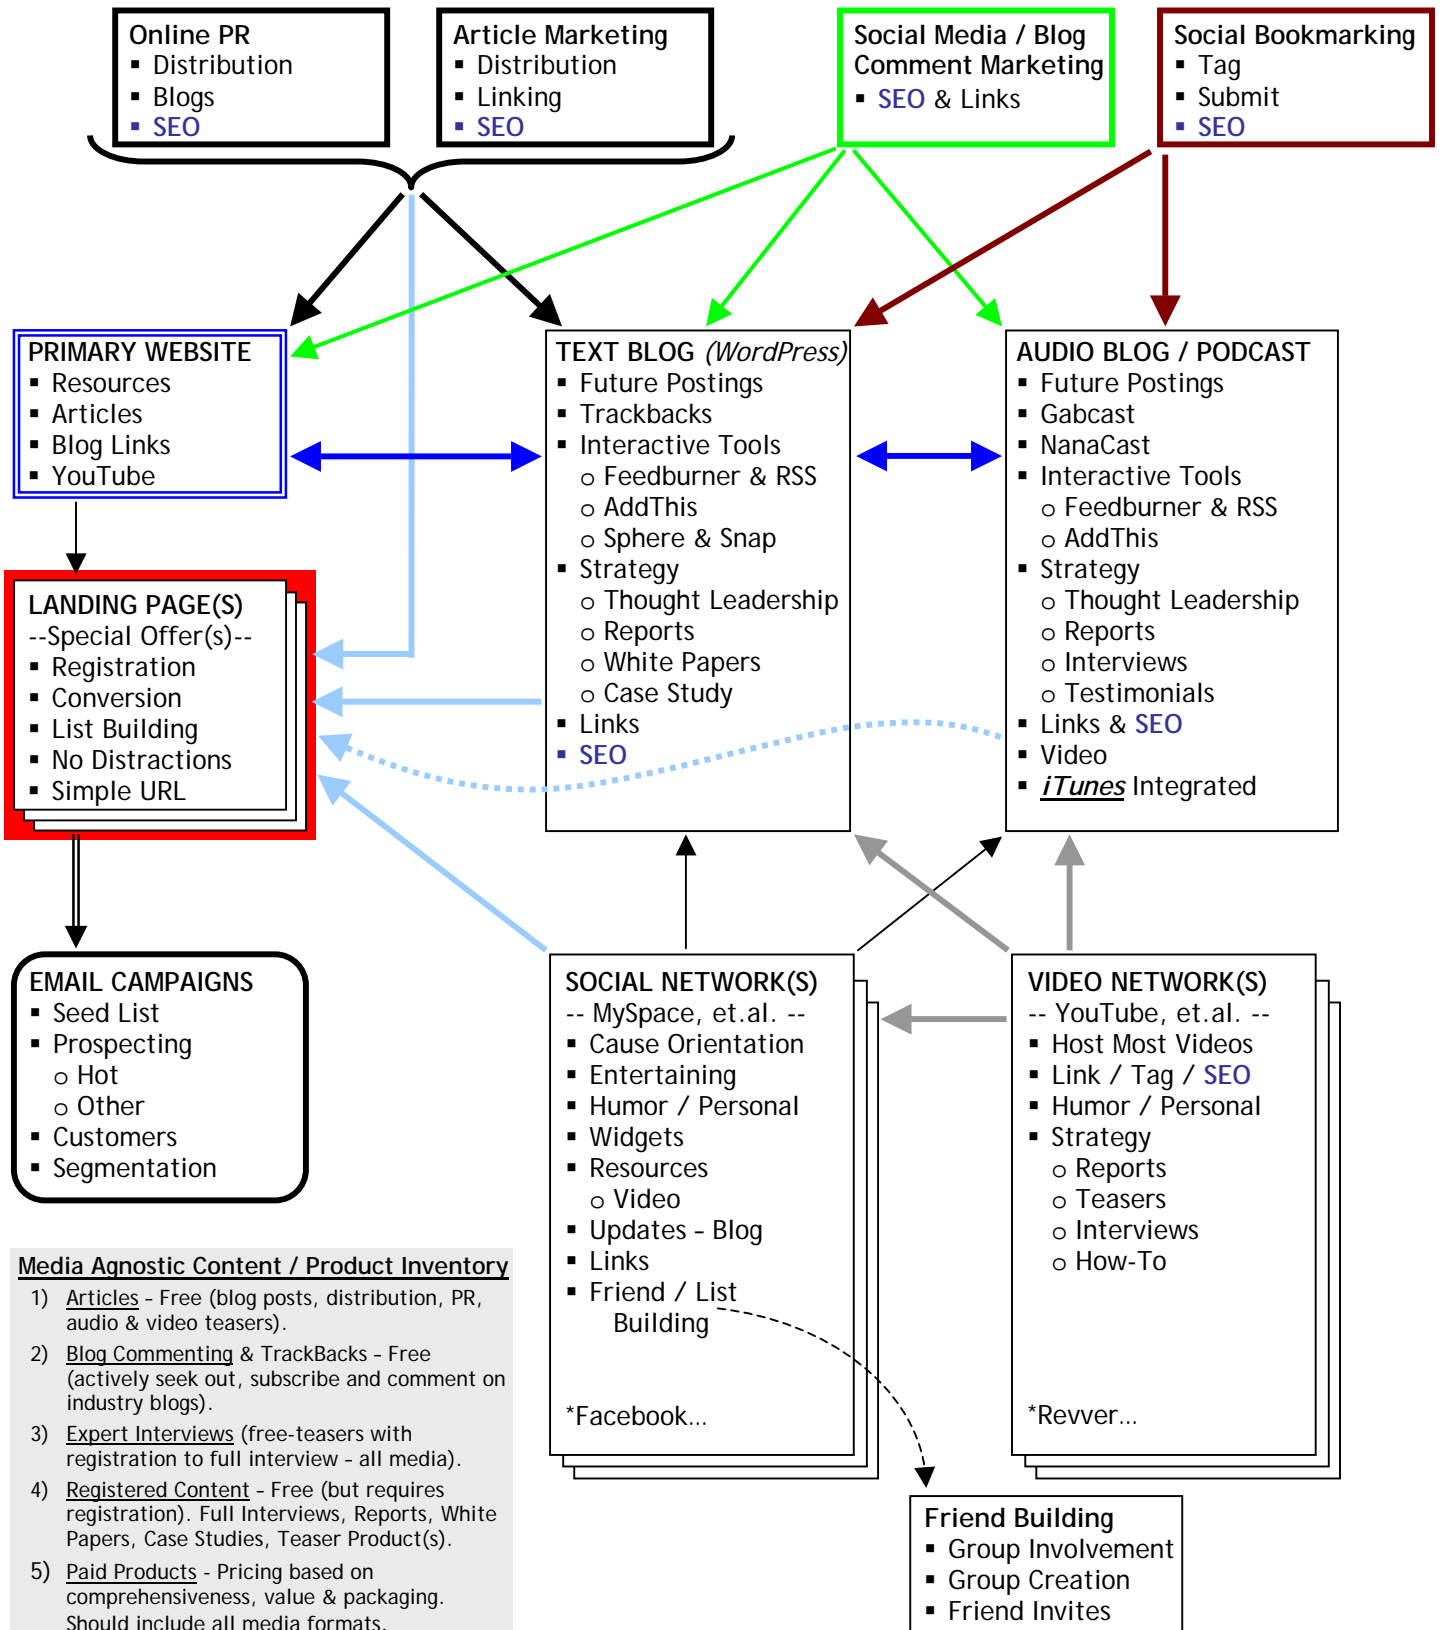 Online PR
▪ Distribution
▪ Blogs
▪ SEO
Article Marketing
▪ Distribution
▪ Linking
▪ SEO
Social Media / Blog
Comment Marketing
▪ SEO & Links
Social Bookmarking
▪ Tag
▪ Submit
▪ SEO
PRIMARY WEBSITE
▪ Resources
▪ Articles
▪ Blog Links
▪ YouTube
TEXT BLOG (WordPress)
▪ Future Postings
▪ Trackbacks
▪ Interactive Tools
o Feedburner & RSS
o AddThis
o Sphere & Snap
▪ Strategy
o Thought Leadership
o Reports
o White Papers
o Case Study
▪ Links
▪ SEO
AUDIO BLOG / PODCAST
▪ Future Postings
▪ Gabcast
▪ NanaCast
▪ Interactive Tools
o Feedburner & RSS
o AddThis
▪ Strategy
o Thought Leadership
o Reports
o Interviews
o Testimonials
▪ Links & SEO
▪ Video
▪ iTunes Integrated
LANDING PAGE(S)
--Special Offer(s)--
▪ Registration
▪ Conversion
▪ List Building
▪ No Distractions
▪ Simple URL
EMAIL CAMPAIGNS
▪ Seed List
▪ Prospecting
o Hot
o Other
▪ Customers
▪ Segmentation
SOCIAL NETWORK(S)
-- MySpace, et.al. --
▪ Cause Orientation
▪ Entertaining
▪ Humor / Personal
▪ Widgets
▪ Resources
o Video
▪ Updates – Blog
▪ Links
▪ Friend / List
Building
*Facebook…
VIDEO NETWORK(S)
-- YouTube, et.al. --
▪ Host Most Videos
▪ Link / Tag / SEO
▪ Humor / Personal
▪ Strategy
o Reports
o Teasers
o Interviews
o How-To
*Revver…
Media Agnostic Content / Product Inventory
1) Articles – Free (blog posts, distribution, PR,
audio & video teasers).
2) Blog Commenting & TrackBacks – Free
(actively seek out, subscribe and comment on
industry blogs).
3) Expert Interviews (free-teasers with
registration to full interview – all media).
4) Registered Content – Free (but requires
registration). Full Interviews, Reports, White
Papers, Case Studies, Teaser Product(s).
5) Paid Products - Pricing based on
comprehensiveness, value & packaging.
Should include all media formats.
Friend Building
▪ Group Involvement
▪ Group Creation
▪ Friend Invites